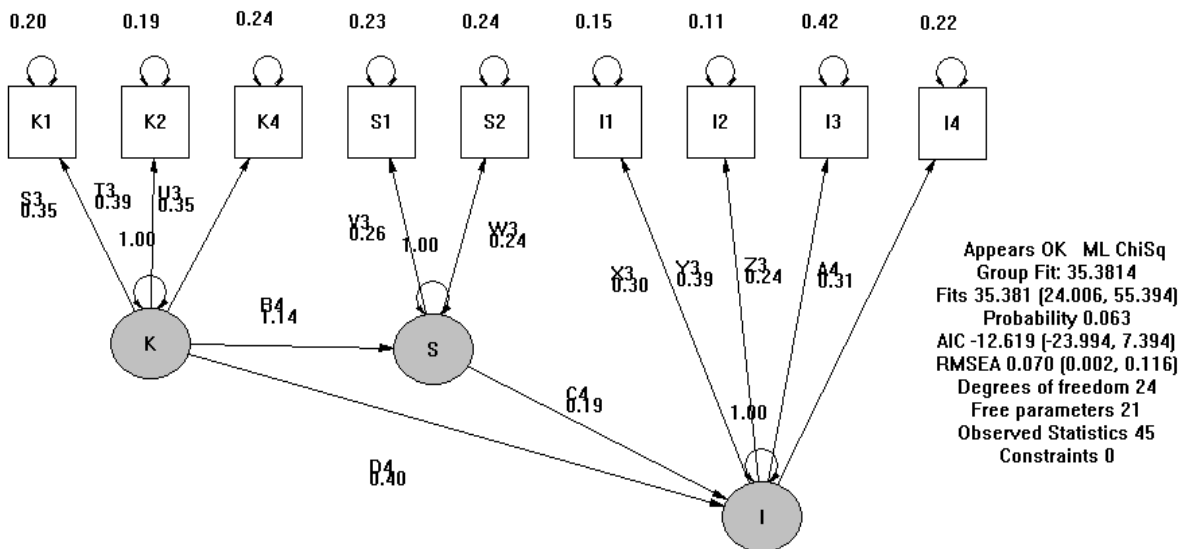 0.20 0.19 0.24 0.23 0.24 0.15 0.11 0.42 0.22
K1 K2 K4 S1 S2 I1 I2 I3 I4
S3
0.35
T3
0.39
U3
0.35
1.00
V3
0.26
1.00
W3
0.24
X3
0.30
Y3
0.39
Z3
0.24
A4
0.31
K
B4
1.14
S
C4
0.19
1.00
D4
0.40
I
Appears OK ML ChiSq
Group Fit: 35.3814
Fits 35.381 (24.006, 55.394)
Probability 0.063
AIC -12.619 (-23.994, 7.394)
RMSEA 0.070 (0.002, 0.116)
Degrees of freedom 24
Free parameters 21
Observed Statistics 45
Constraints 0